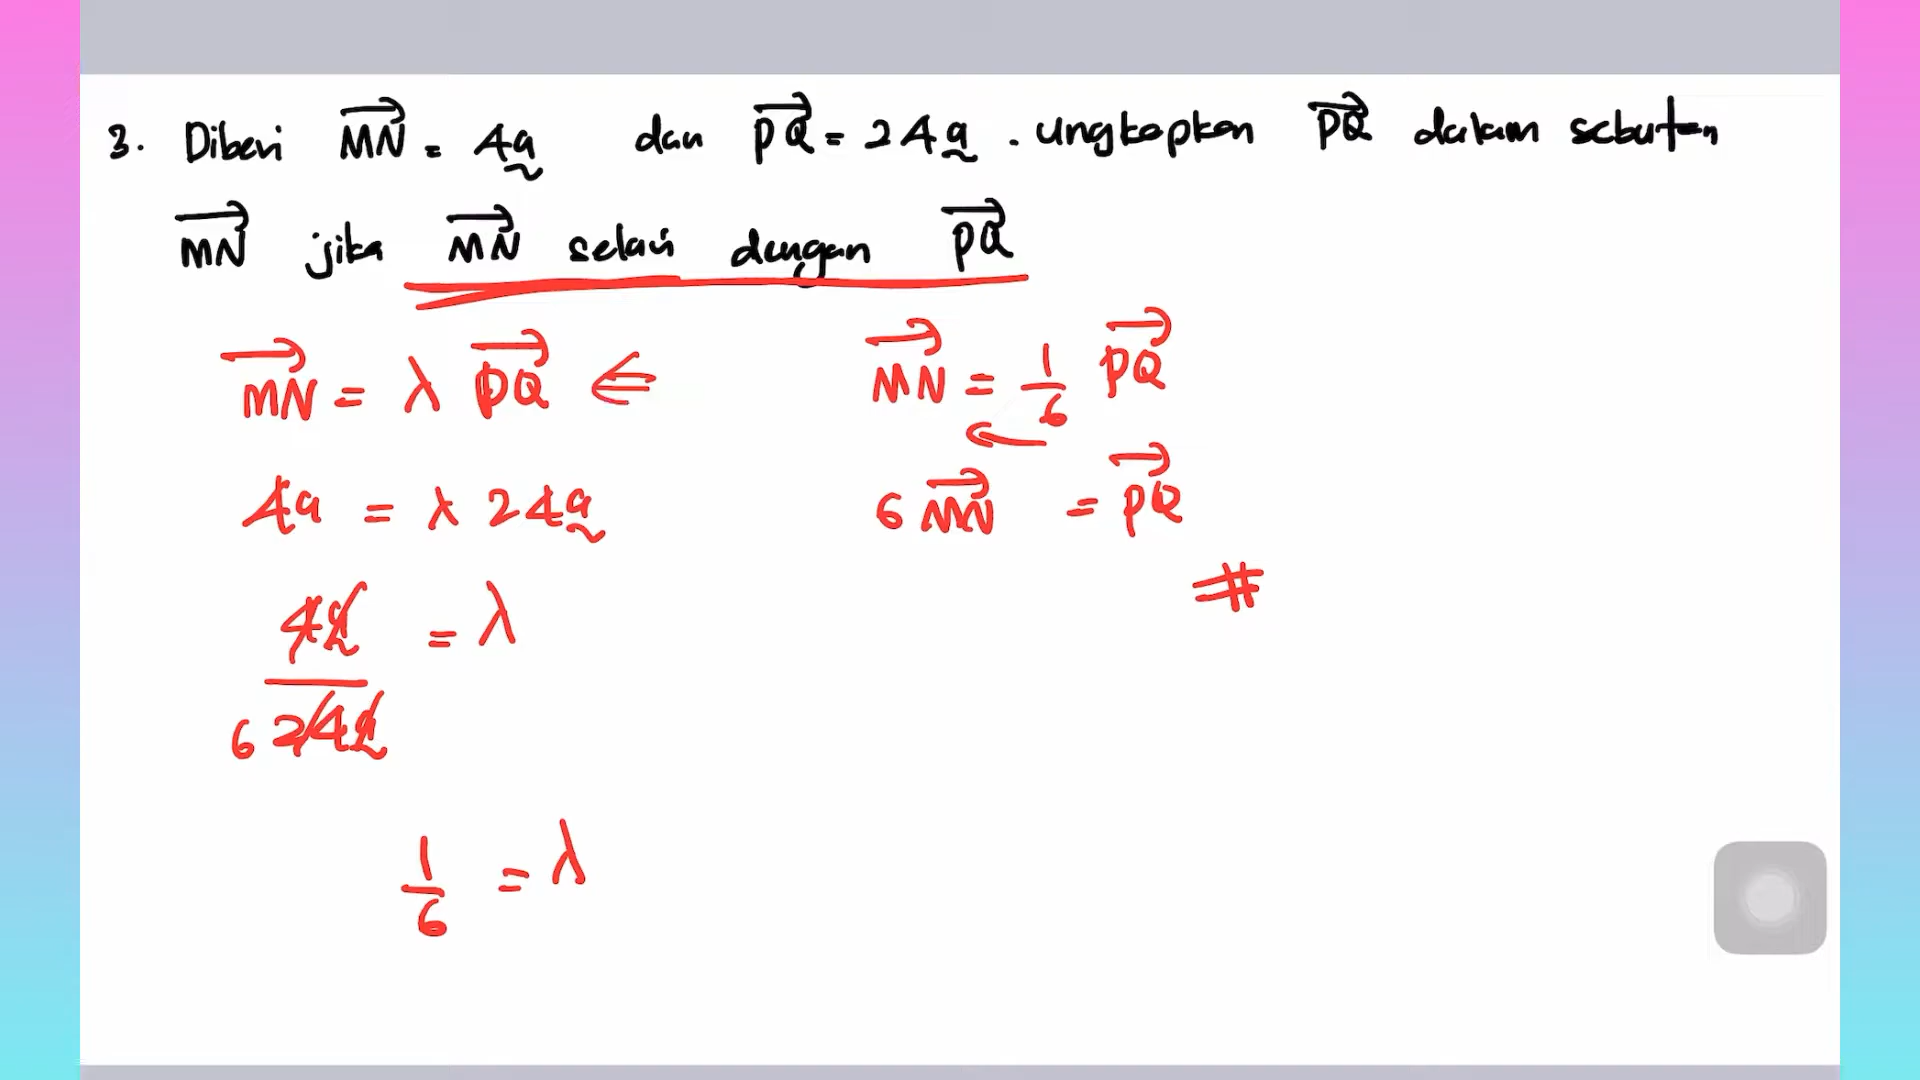 3. Diberi MN⃗ = 4a̰ dan PQ⃗ = 24a̰ . Ungkapkan PQ⃗ dalam sebutan
MN⃗ jika MN⃗ selari dengan PQ⃗
MN⃗ = λ PQ⃗ ⇐
4a = λ 24a̰
4a̰ / 24a̰ = λ
6
1/6 = λ
MN⃗ = 1/6 PQ⃗
←
6 MN⃗ = PQ⃗
#